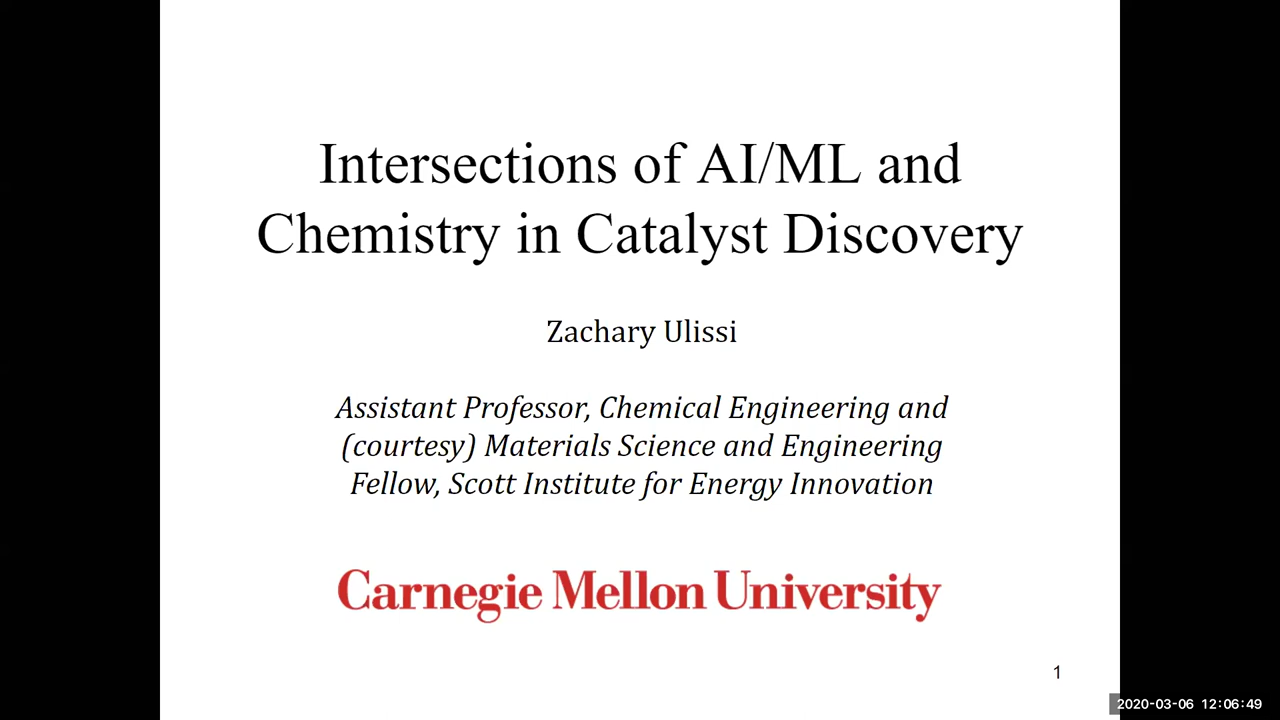 Intersections of AI/ML and
Chemistry in Catalyst Discovery
Zachary Ulissi
Assistant Professor, Chemical Engineering and
(courtesy) Materials Science and Engineering
Fellow, Scott Institute for Energy Innovation
Carnegie Mellon University
1
2020-03-06 12:06:49